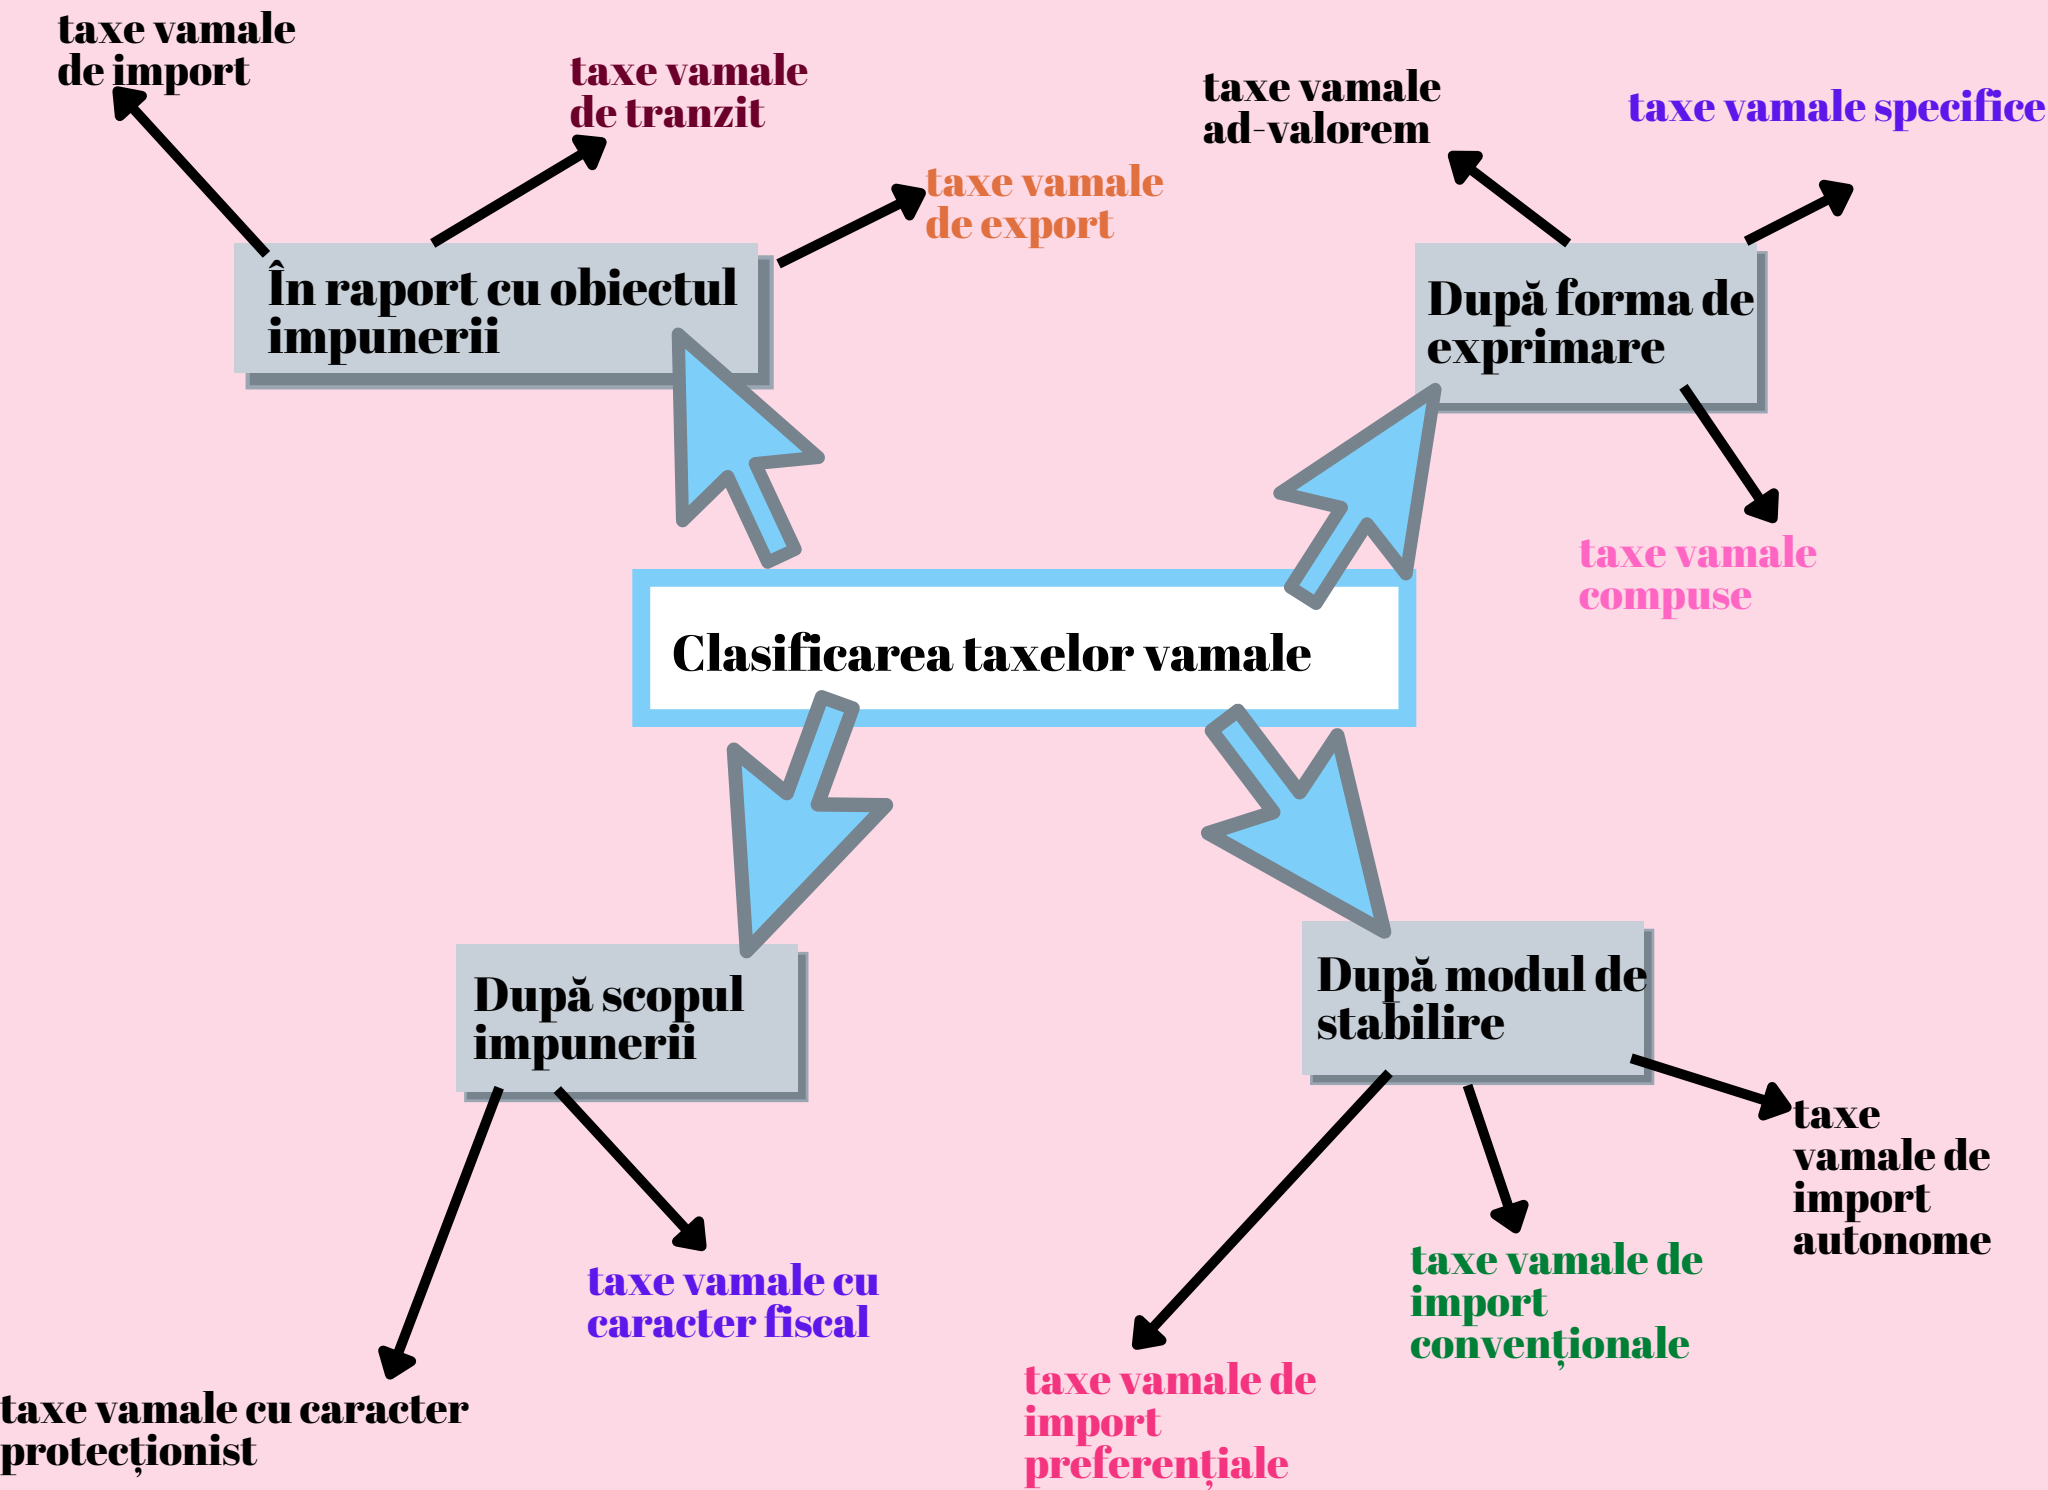 taxe vamale
de import
taxe vamale
de tranzit
taxe vamale
de export
În raport cu obiectul
impunerii
taxe vamale
ad-valorem
taxe vamale specifice
După forma de
exprimare
taxe vamale
compuse
Clasificarea taxelor vamale
După scopul
impunerii
taxe vamale cu
caracter fiscal
taxe vamale cu caracter
protecționist
După modul de
stabilire
taxe
vamale de
import
autonome
taxe vamale de
import
convenționale
taxe vamale de
import
preferențiale